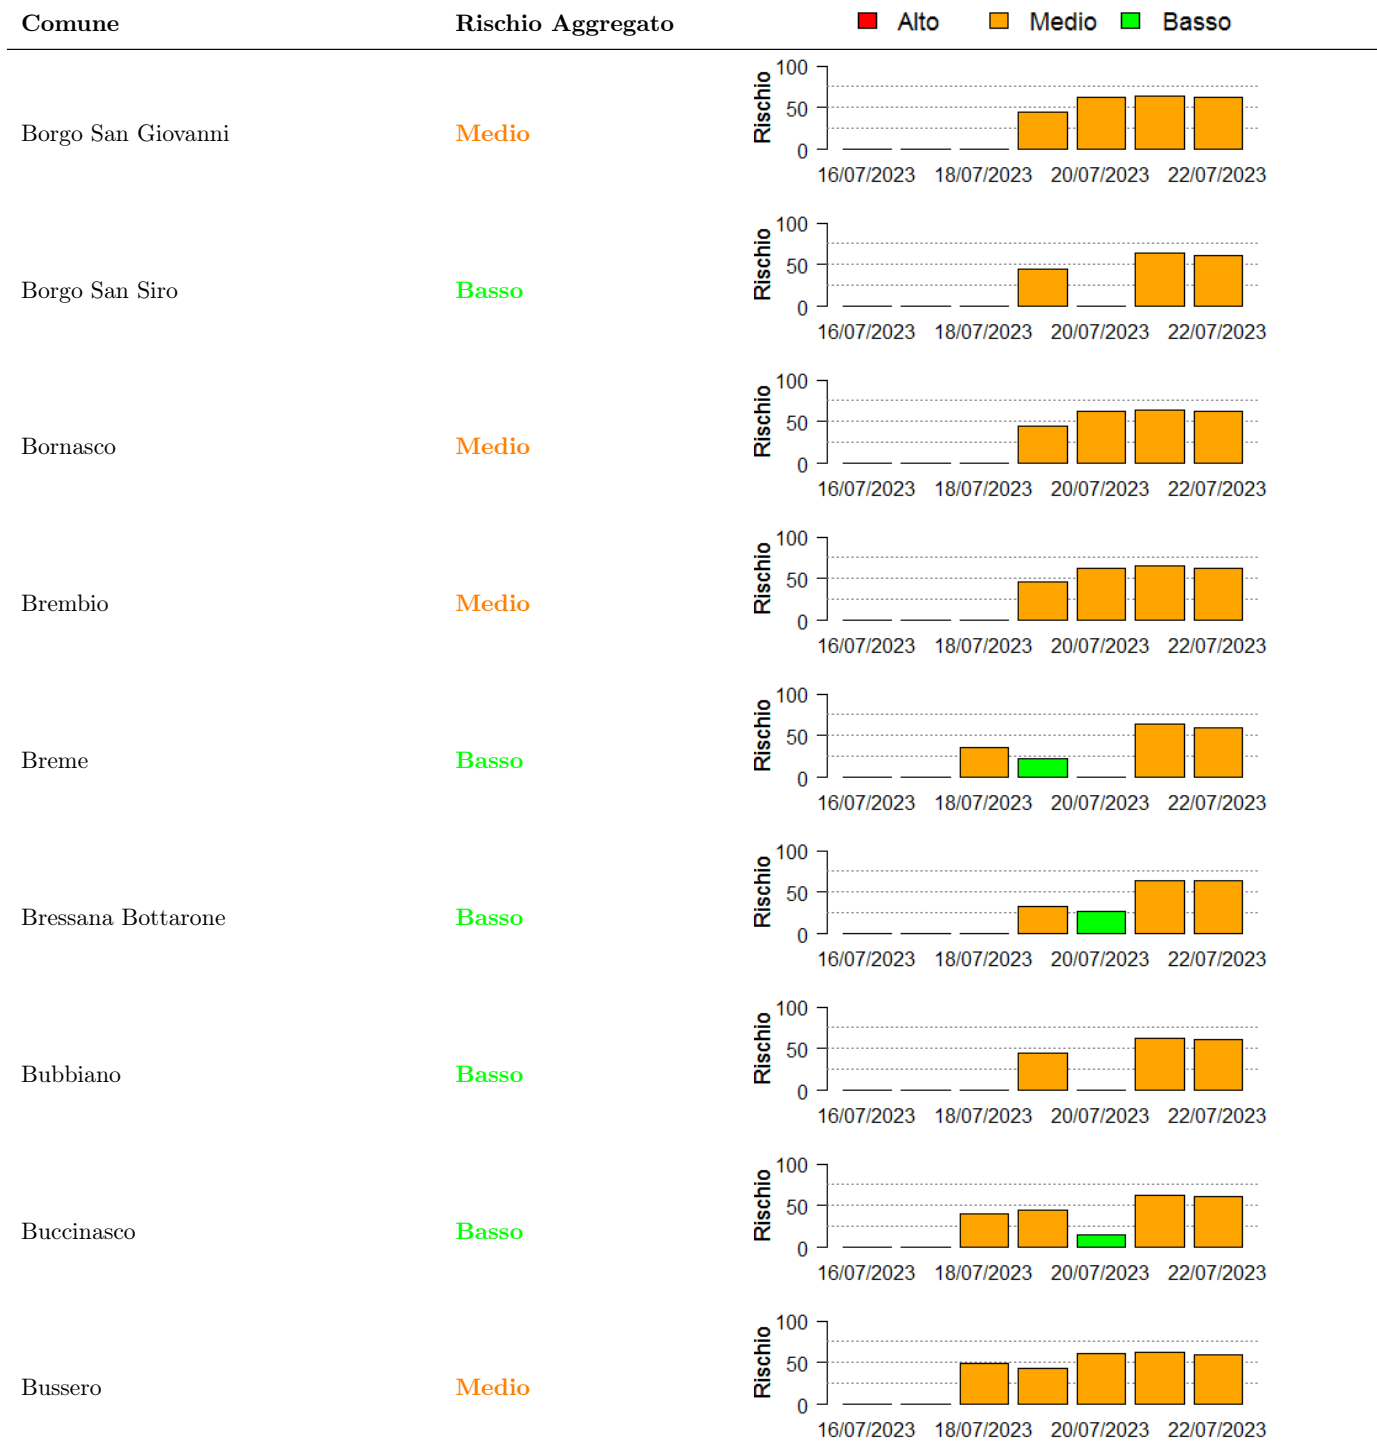 Comune Rischio Aggregato Alto Medio Basso
100
50
0
Rischio
Borgo San Giovanni Medio
16/07/2023 18/07/2023 20/07/2023 22/07/2023
100
50
0
Rischio
Borgo San Siro Basso
16/07/2023 18/07/2023 20/07/2023 22/07/2023
100
50
0
Rischio
Bornasco Medio
16/07/2023 18/07/2023 20/07/2023 22/07/2023
100
50
0
Rischio
Brembio Medio
16/07/2023 18/07/2023 20/07/2023 22/07/2023
100
50
0
Rischio
Breme Basso
16/07/2023 18/07/2023 20/07/2023 22/07/2023
100
50
0
Rischio
Bressana Bottarone Basso
16/07/2023 18/07/2023 20/07/2023 22/07/2023
100
50
0
Rischio
Bubbiano Basso
16/07/2023 18/07/2023 20/07/2023 22/07/2023
100
50
0
Rischio
Buccinasco Basso
16/07/2023 18/07/2023 20/07/2023 22/07/2023
100
50
0
Rischio
Bussero Medio
16/07/2023 18/07/2023 20/07/2023 22/07/2023